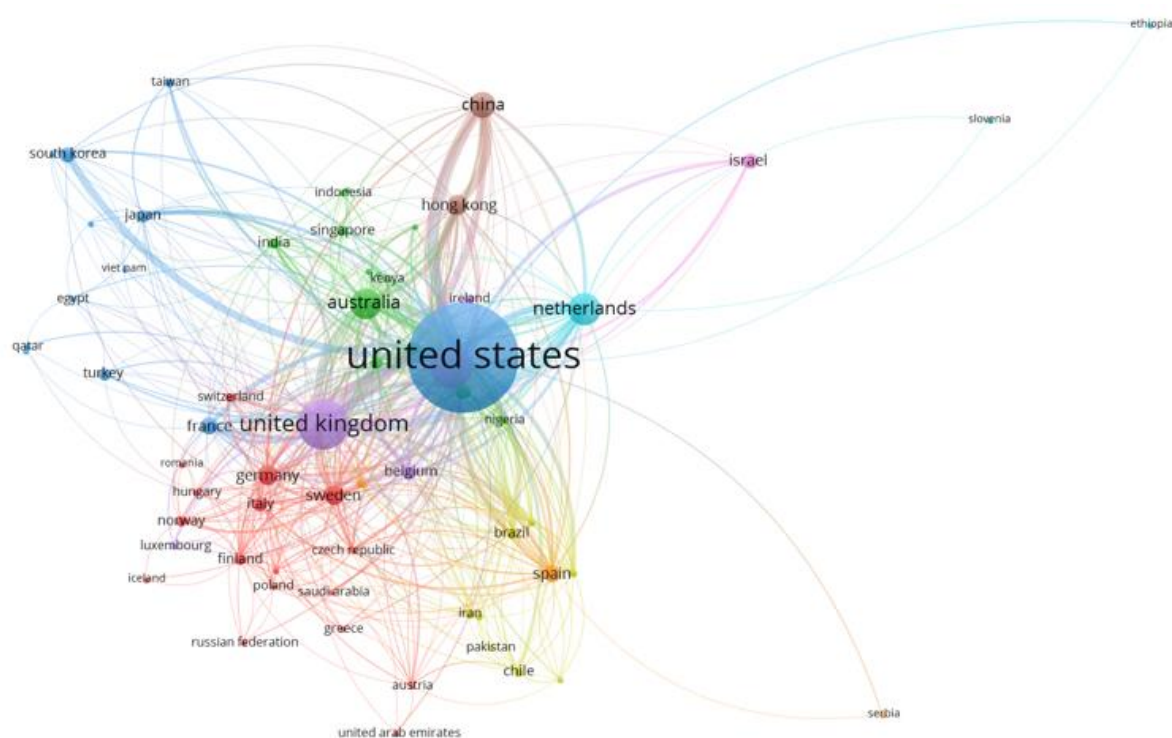 ethiopia
taiwan
china
slovenia
south korea
israel
indonesia
hong kong
japan
singapore
india
viet nam
kenya
egypt
ireland
australia
netherlands
qatar
united states
turkey
switzerland
nigeria
france
united kingdom
romania
germany
belgium
hungary
sweden
italy
norway
brazil
luxembourg
czech republic
finland
spain
iceland
poland
saudi arabia
iran
greece
russian federation
pakistan
chile
austria
serbia
united arab emirates